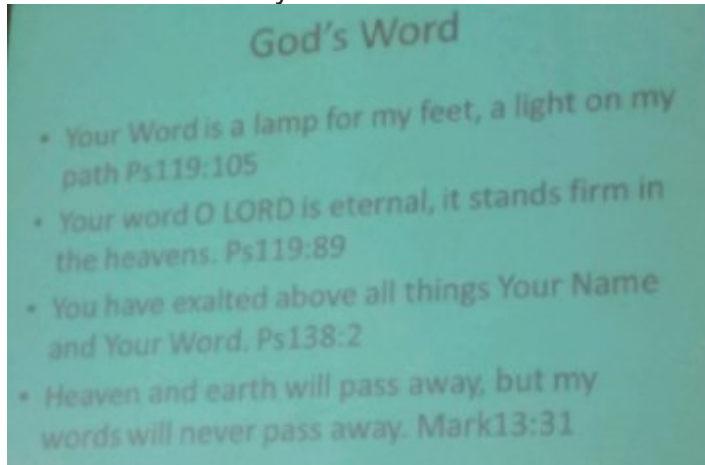 God's Word
• Your Word is a lamp for my feet, a light on my
path Ps119:105
• Your word O LORD is eternal, it stands firm in
the heavens. Ps119:89
• You have exalted above all things Your Name
and Your Word. Ps138:2
• Heaven and earth will pass away, but my
words will never pass away. Mark13:31